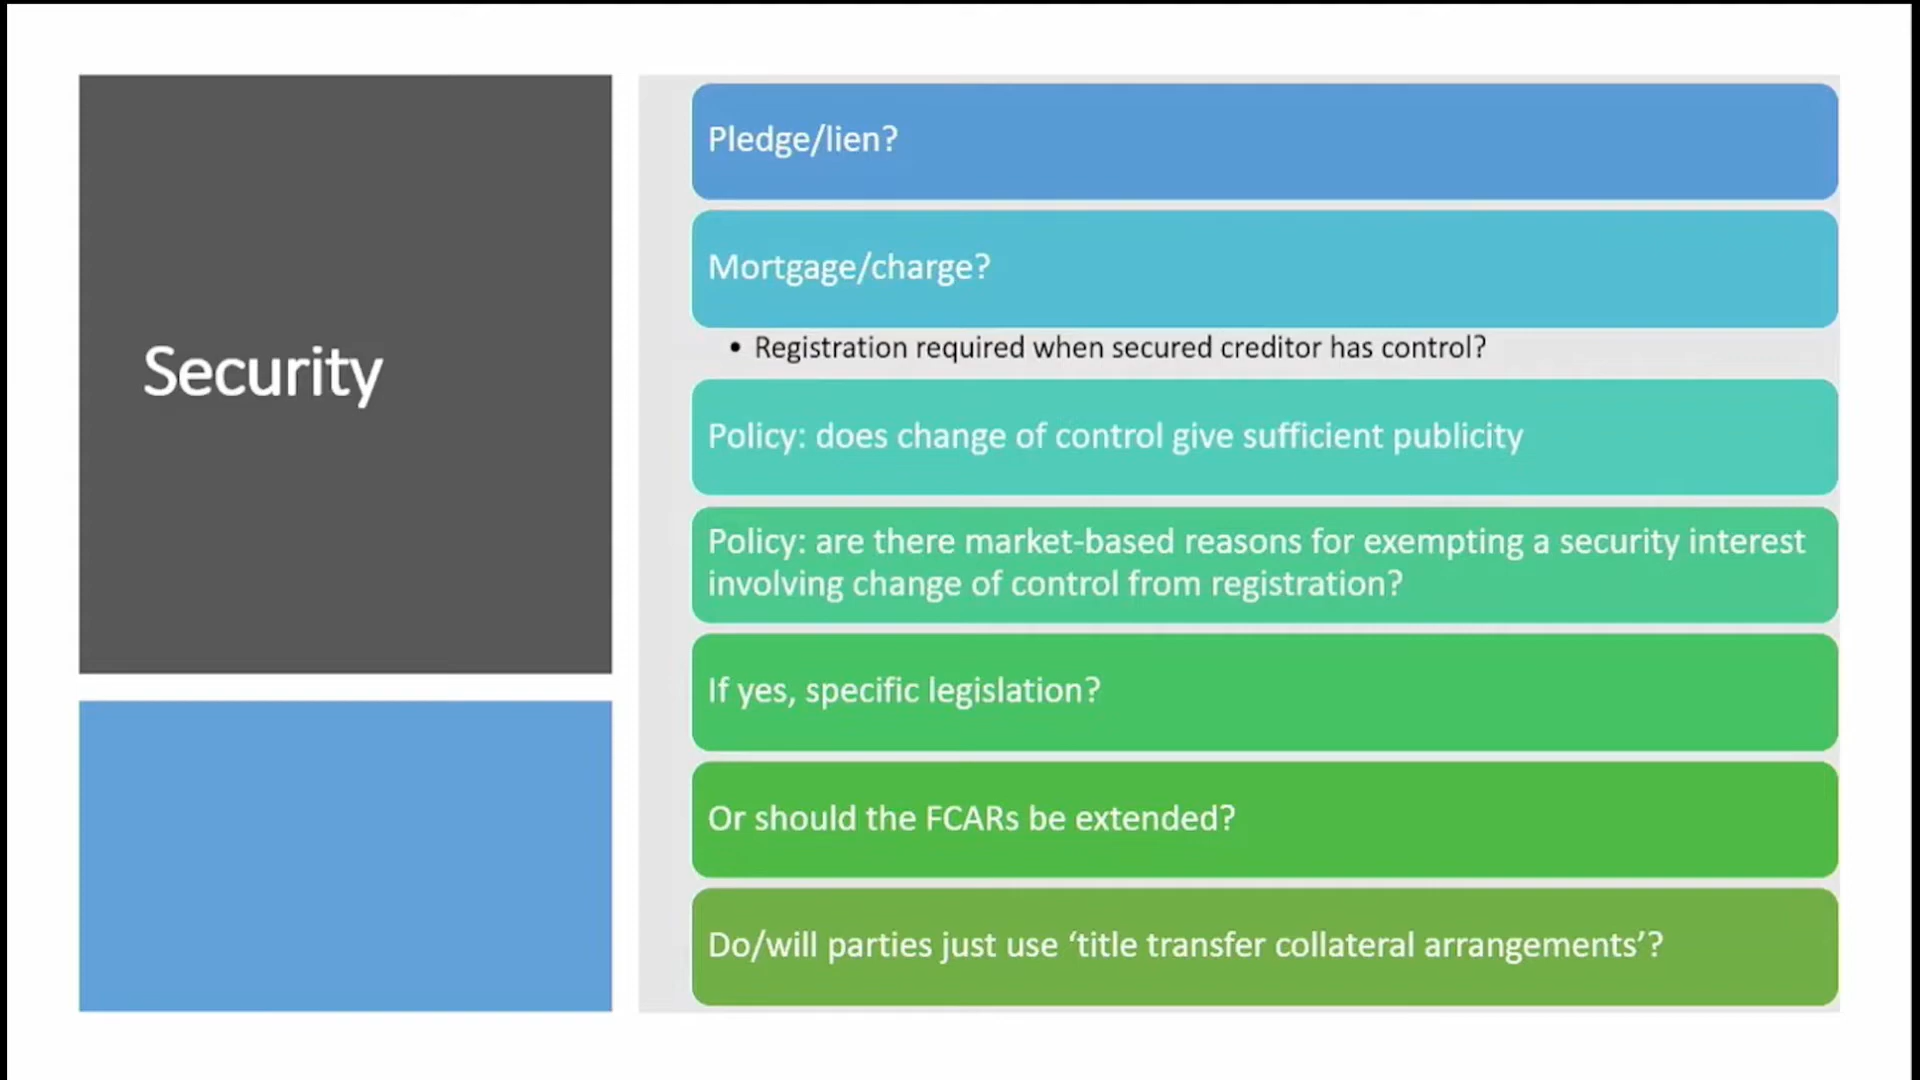 Security
Pledge/lien?
Mortgage/charge?
• Registration required when secured creditor has control?
Policy: does change of control give sufficient publicity
Policy: are there market-based reasons for exempting a security interest
involving change of control from registration?
If yes, specific legislation?
Or should the FCARs be extended?
Do/will parties just use ‘title transfer collateral arrangements’?